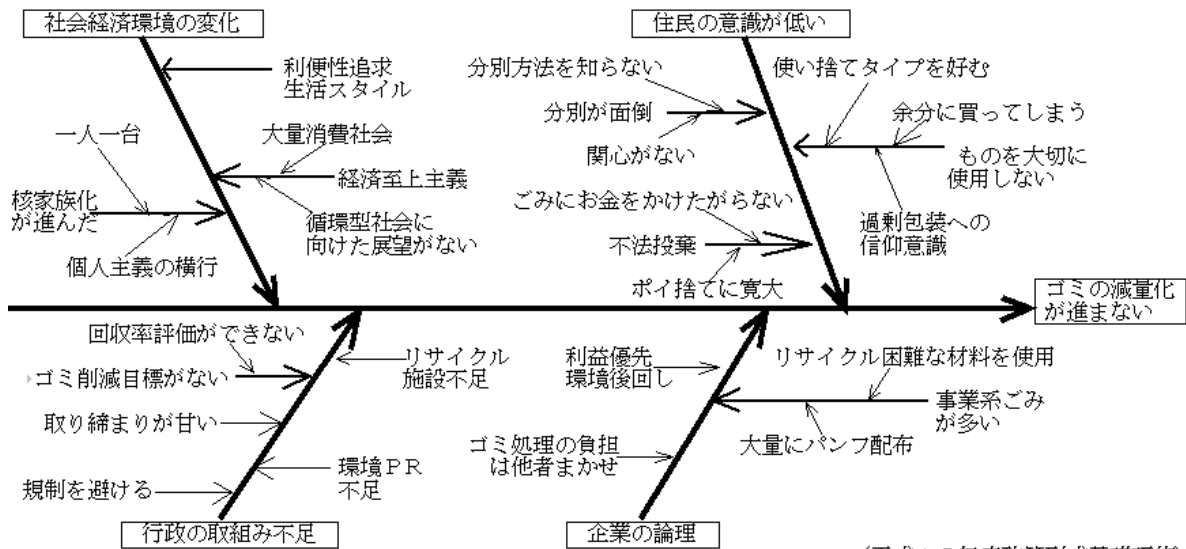 社会経済環境の変化
住民の意識が低い
利便性追求
生活スタイル
一人一台
大量消費社会
経済至上主義
核家族化
が進んだ
循環型社会に
向けた展望がない
個人主義の横行
分別方法を知らない
使い捨てタイプを好む
分別が面倒
余分に買ってしまう
関心がない
ものを大切に
使用しない
ごみにお金をかけたがらない
過剰包装への
信仰意識
不法投棄
ポイ捨てに寛大
ゴミの減量化
が進まない
回収率評価ができない
リサイクル
施設不足
ゴミ削減目標がない
取り締まりが甘い
環境PR
不足
規制を避ける
行政の取組み不足
利益優先
環境後回し
リサイクル困難な材料を使用
事業系ごみ
が多い
大量にパンフ配布
ゴミ処理の負担
は他者まかせ
企業の論理